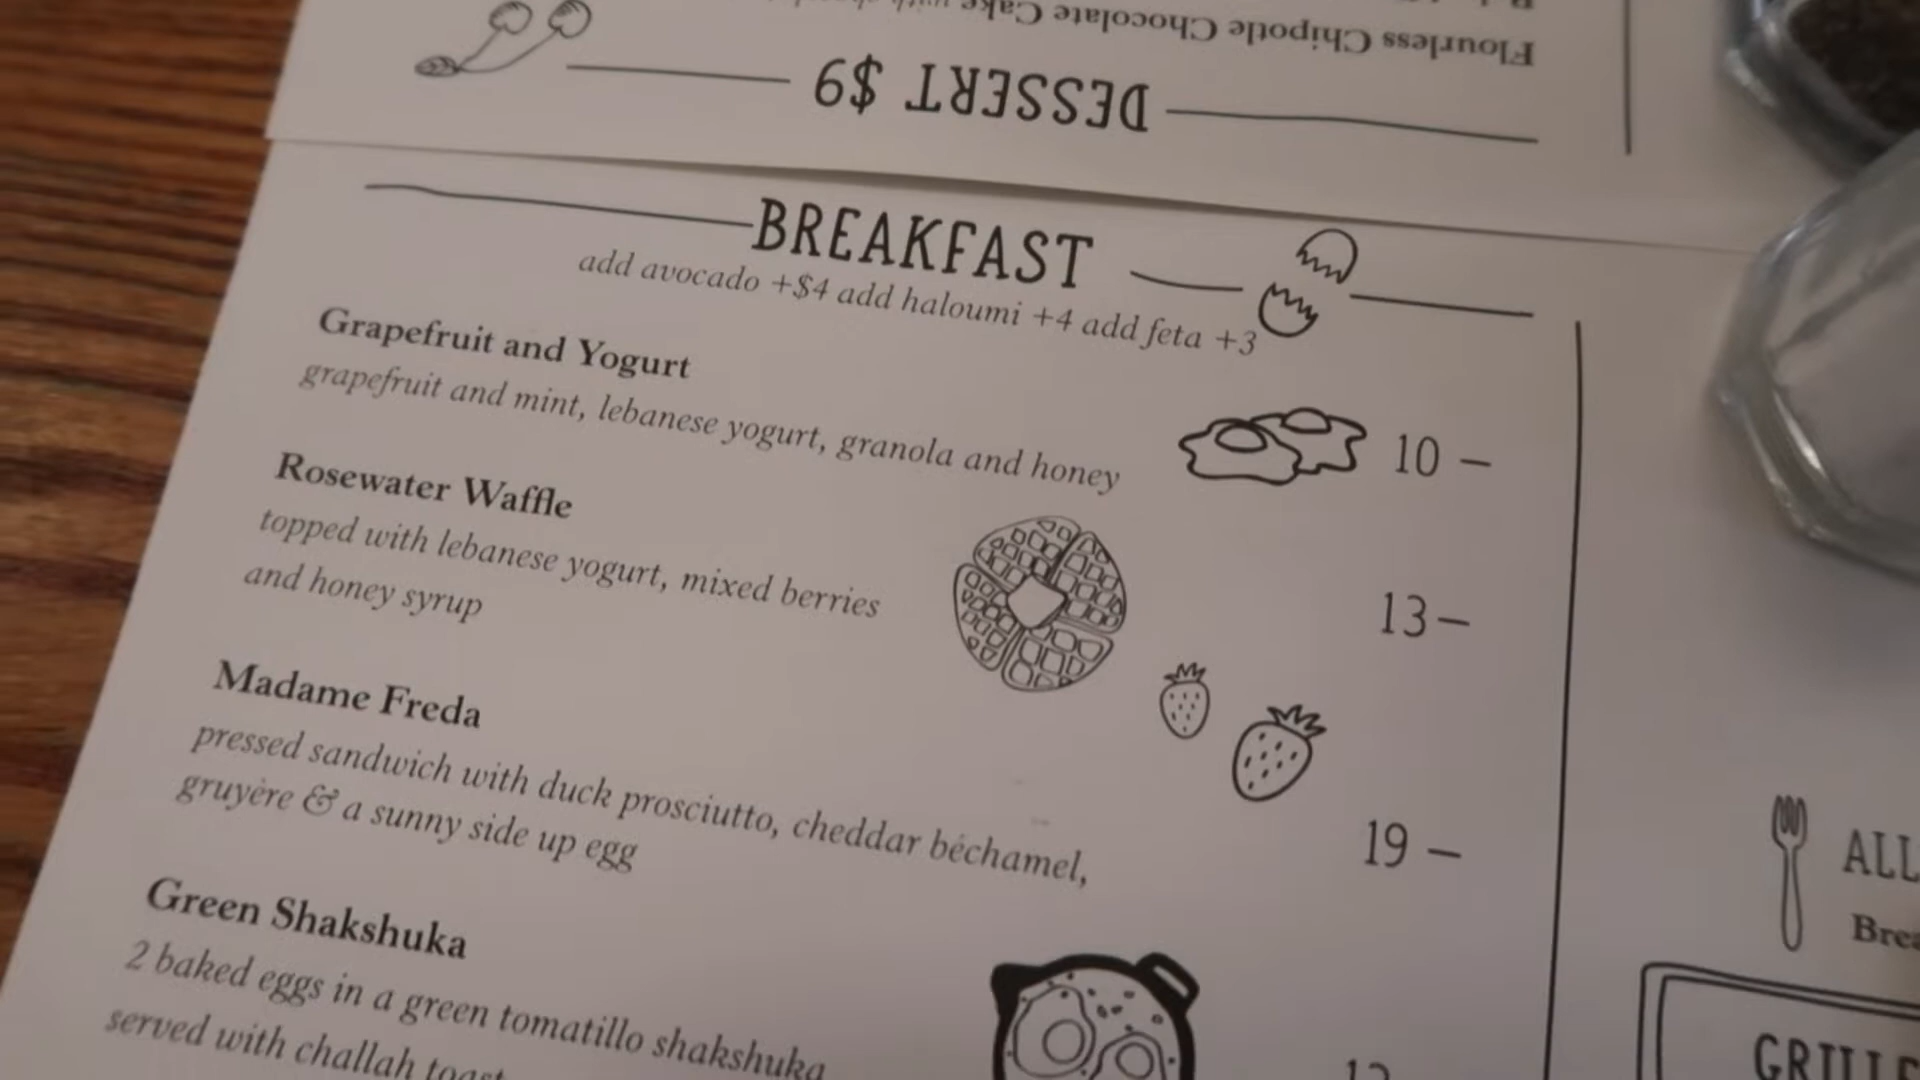 Flourless Chipotle Chocolate Cake
DESSERT $9
BREAKFAST
add avocado +$4 add haloumi +4 add feta +3
Grapefruit and Yogurt
grapefruit and mint, lebanese yogurt, granola and honey
10 –
Rosewater Waffle
topped with lebanese yogurt, mixed berries
and honey syrup
13 –
Madame Freda
pressed sandwich with duck prosciutto, cheddar béchamel,
gruyère & a sunny side up egg
19 –
Green Shakshuka
2 baked eggs in a green tomatillo shakshuka
served with challah toast
ALL